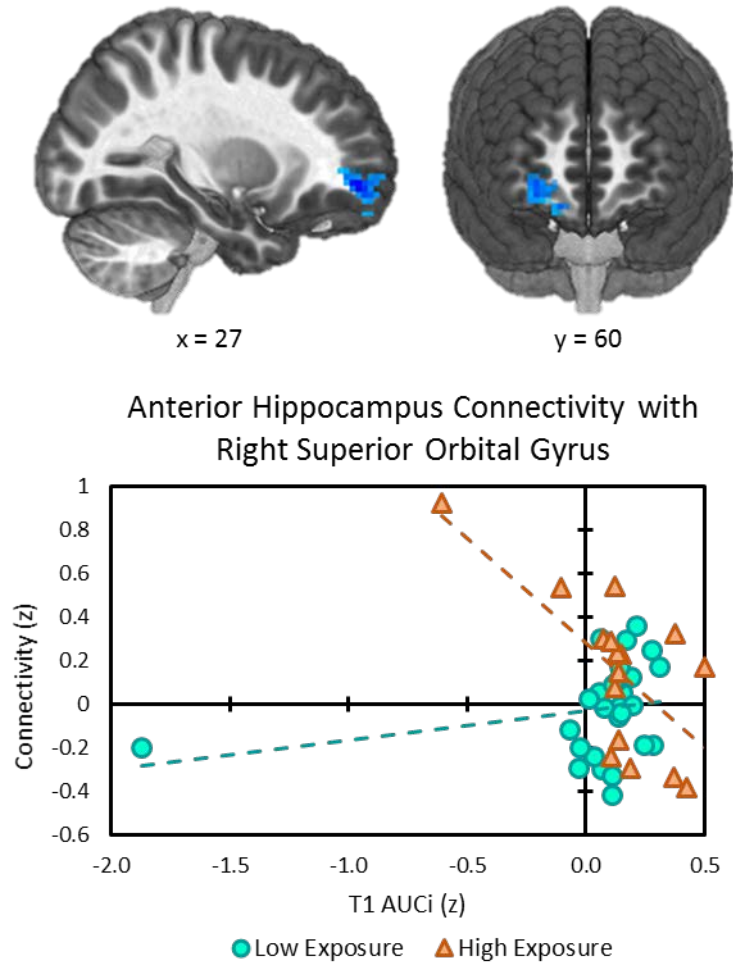 x = 27
y = 60
Anterior Hippocampus Connectivity with
Right Superior Orbital Gyrus
Connectivity (z)
1
0.8
0.6
0.4
0.2
0
-0.2
-0.4
-0.6
-2.0 -1.5 -1.0 -0.5 0.0 0.5
T1 AUCi (z)
Low Exposure High Exposure